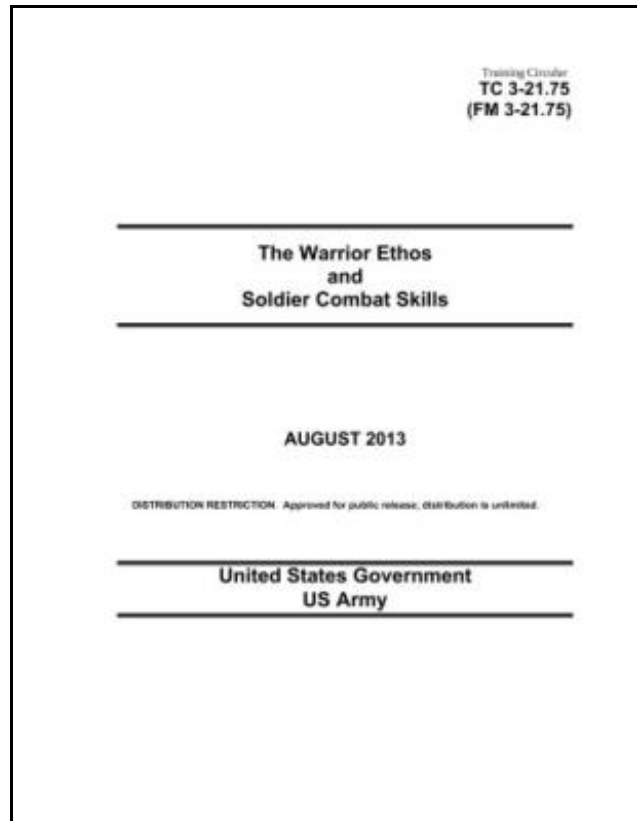 Training Circular
TC 3-21.75
(FM 3-21.75)
The Warrior Ethos
and
Soldier Combat Skills
AUGUST 2013
DISTRIBUTION RESTRICTION. Approved for public release; distribution is unlimited.
United States Government
US Army